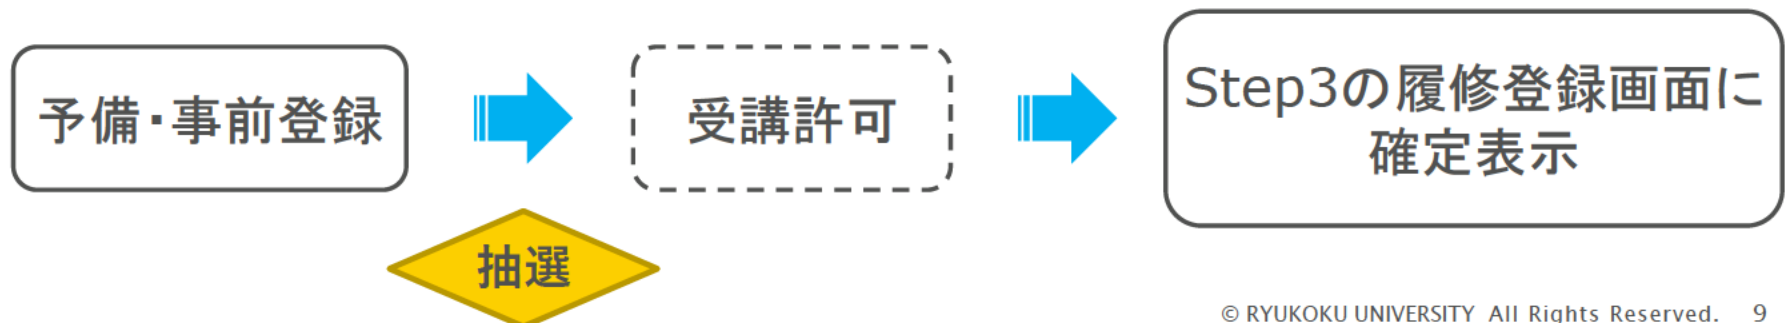 予備・事前登録
受講許可
Step3の履修登録画面に
確定表示
抽選
© RYUKOKU UNIVERSITY All Rights Reserved. 9